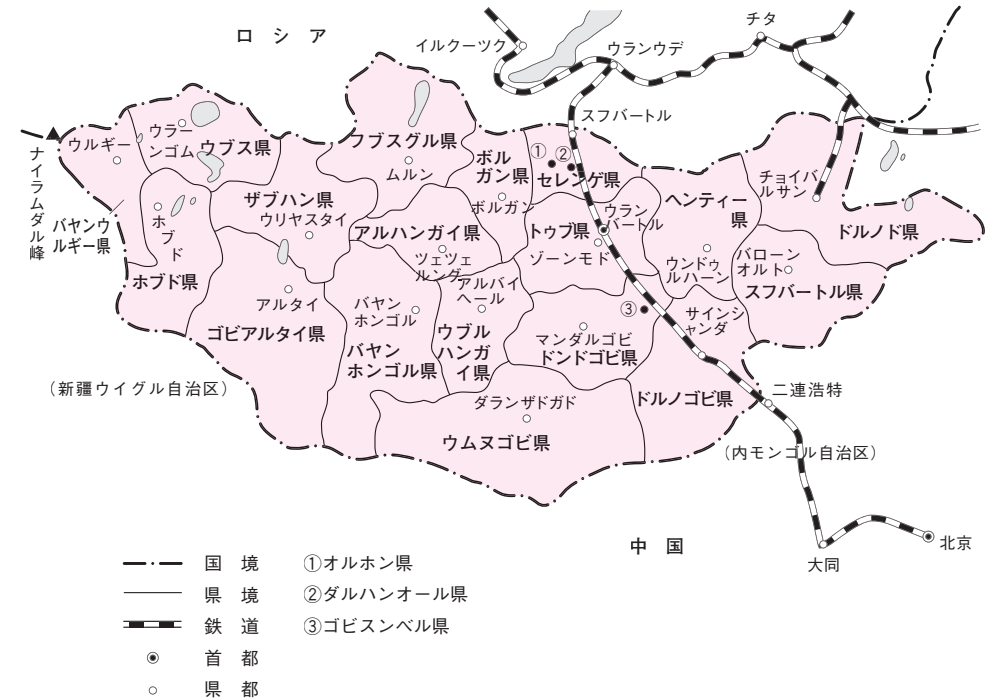 ロシア
チタ
イルクーツク
ウランウデ
スフバートル
ナイラムダル峰
ウルギー
ウラー
ンゴム
ウブス県
フブスグル県
ムルン
ボル
ガン県
ボルガン
①
②
セレンゲ県
ヘンティー
県
チョイバ
ルサン
ドルノド県
バヤンウ
ルギー県
ホブド
ホブド県
ザブハン県
ウリヤスタイ
アルハンガイ県
ツェツェ
ルンダ
トゥブ県
ウラン
バートル
ゾーンモド
ウンドゥ
ルハーン
バローン
オルト
スフバートル県
アルタイ
ゴビアルタイ県
バヤン
ホンゴル
バヤン
ホンゴル県
アルバイ
ヘール
ウブル
ハンガ
イ県
③
マンダルゴビ
ドンドゴビ県
サインシ
ャンダ
ドルノゴビ県
ダランザドガド
ウムヌゴビ県
(新疆ウイグル自治区)
二連浩特
(内モンゴル自治区)
中国
大同
北京
国境
県境
鉄道
首都
県都
①オルホン県
②ダルハンオール県
③ゴビスンベル県